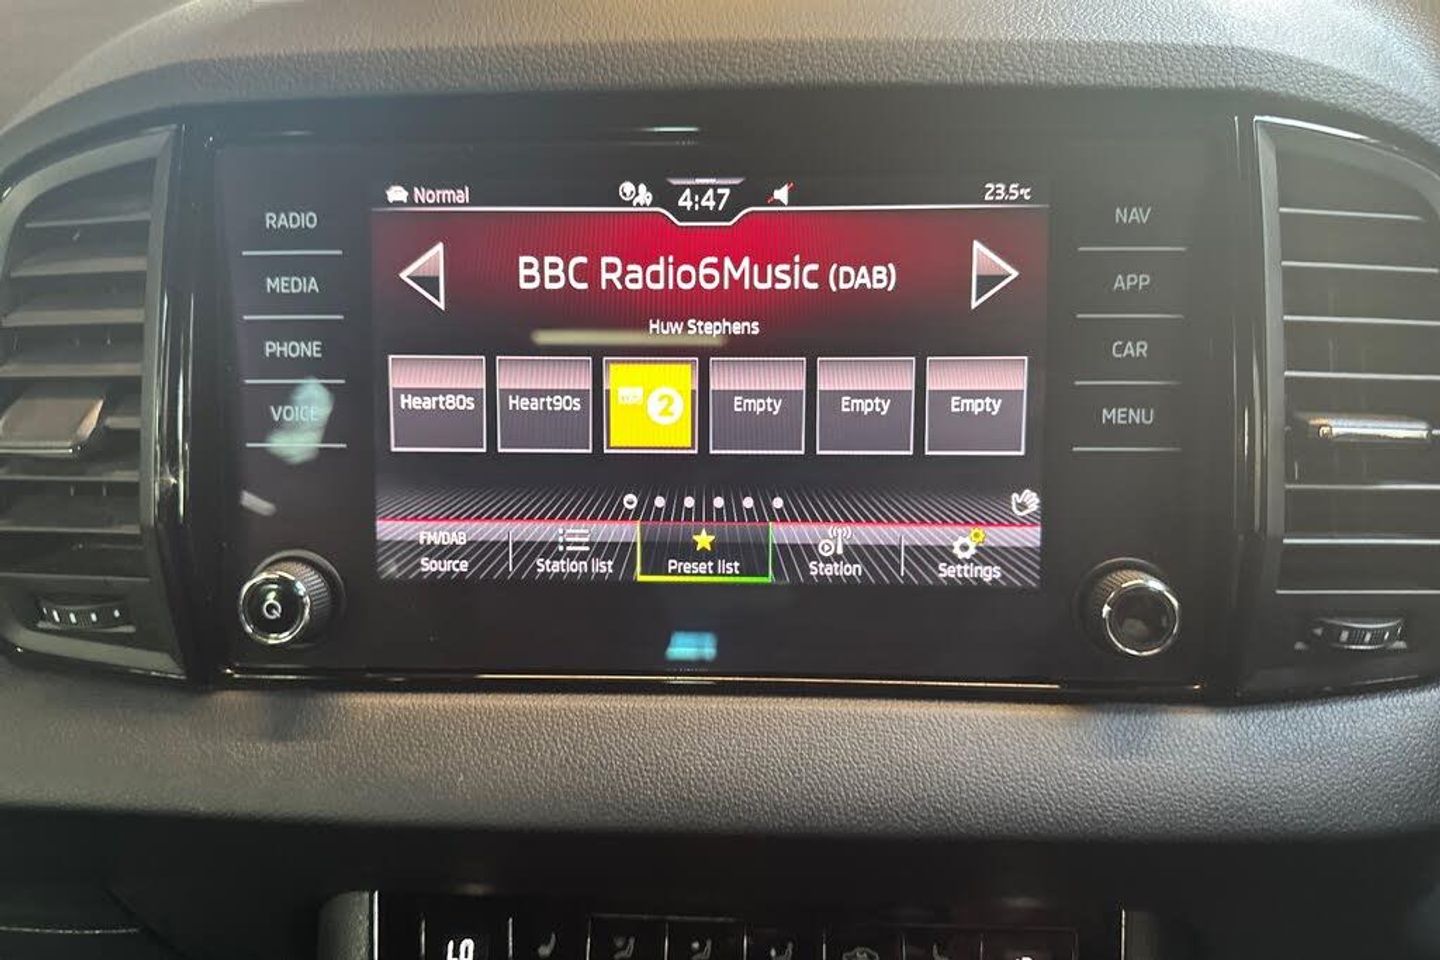 Normal
4:47
23.5°C
RADIO
MEDIA
PHONE
VOICE
BBC Radio6Music (DAB)
Huw Stephens
Heart80s
Heart90s
2
Empty
Empty
Empty
FM/DAB
Source
Station list
Preset list
Station
Settings
NAV
APP
CAR
MENU